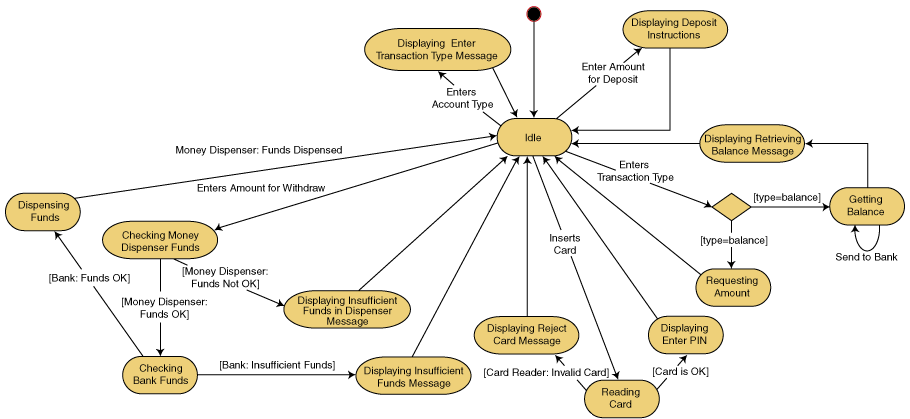 Displaying Deposit
Instructions
Displaying Enter
Transaction Type Message
Enter Amount
for Deposit
Enters
Account Type
Idle
Displaying Retrieving
Balance Message
Money Dispenser: Funds Dispensed
Enters
Transaction Type
Enters Amount for Withdraw
[type=balance]
Getting
Balance
Dispensing
Funds
Checking Money
Dispenser Funds
Inserts
Card
[type=balance]
Send to Bank
[Bank: Funds OK]
[Money Dispenser:
Funds Not OK]
Requesting
Amount
[Money Dispenser:
Funds OK]
Displaying Insufficient
Funds in Dispenser
Message
Displaying Reject
Card Message
Displaying
Enter PIN
Checking
Bank Funds
[Bank: Insufficient Funds]
Displaying Insufficient
Funds Message
[Card Reader: Invalid Card]
[Card is OK]
Reading
Card